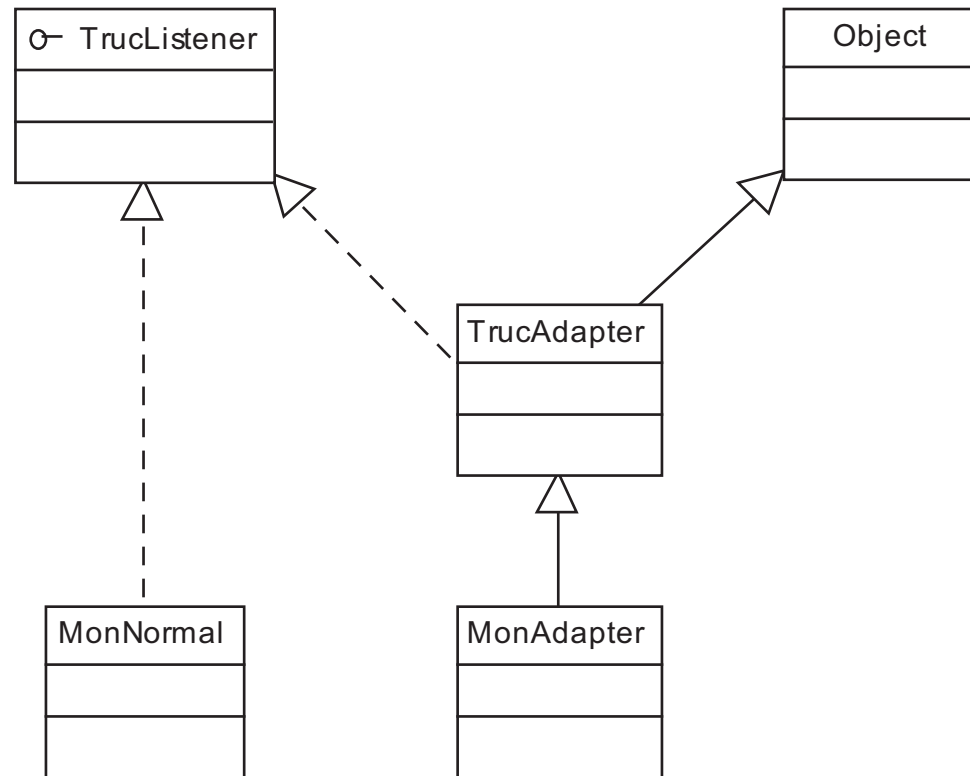 TrucListener
Object
TrucAdapter
MonNormal
MonAdapter